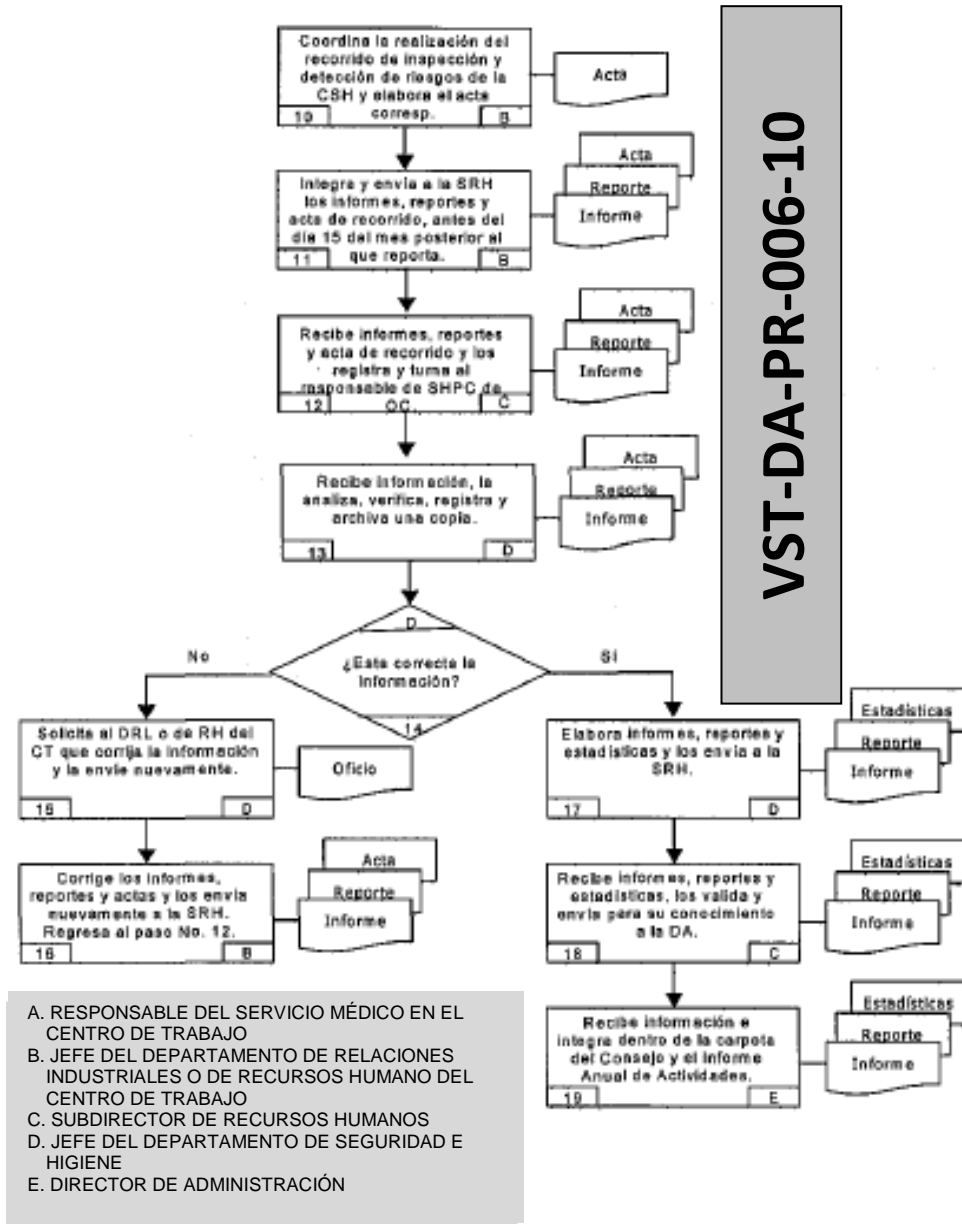 Coordina la realización del
recorrido de inspección y
detección de riesgos de la
CSH y elabora el acta
corresp.
10
B
Acta
Integra y envía a la SRH
los informes, reportes y
acta de recorrido, antes del
día 15 del mes posterior al
que reporta.
11
B
Acta
Reporte
Informe
Recibe informes, reportes
y acta de recorrido y los
registra y turna al
responsable de SHPC de
OC.
12
C
Acta
Reporte
Informe
Recibe información, la
analiza, verifica, registra y
archiva una copia.
13
D
Acta
Reporte
Informe
D
¿Esta correcta la
información?
14
No
Sí
Solicita al DRL o de RH del
CT que corrija la información
y la envíe nuevamente.
15
D
Oficio
Corrige los informes,
reportes y actas y los envía
nuevamente a la SRH.
Regresa al paso No. 12.
16
B
Acta
Reporte
Informe
Elabora informes, reportes y
estadísticas y los envía a la
SRH.
17
D
Estadísticas
Reporte
Informe
Recibe informes, reportes y
estadísticas, los valida y
envía para su conocimiento
a la DA.
18
C
Estadísticas
Reporte
Informe
Recibe información e
integra dentro de la carpeta
del Consejo y el Informe
Anual de Actividades.
19
E
Estadísticas
Reporte
Informe
VST-DA-PR-006-10
A. RESPONSABLE DEL SERVICIO MÉDICO EN EL
CENTRO DE TRABAJO
B. JEFE DEL DEPARTAMENTO DE RELACIONES
INDUSTRIALES O DE RECURSOS HUMANO DEL
CENTRO DE TRABAJO
C. SUBDIRECTOR DE RECURSOS HUMANOS
D. JEFE DEL DEPARTAMENTO DE SEGURIDAD E
HIGIENE
E. DIRECTOR DE ADMINISTRACIÓN